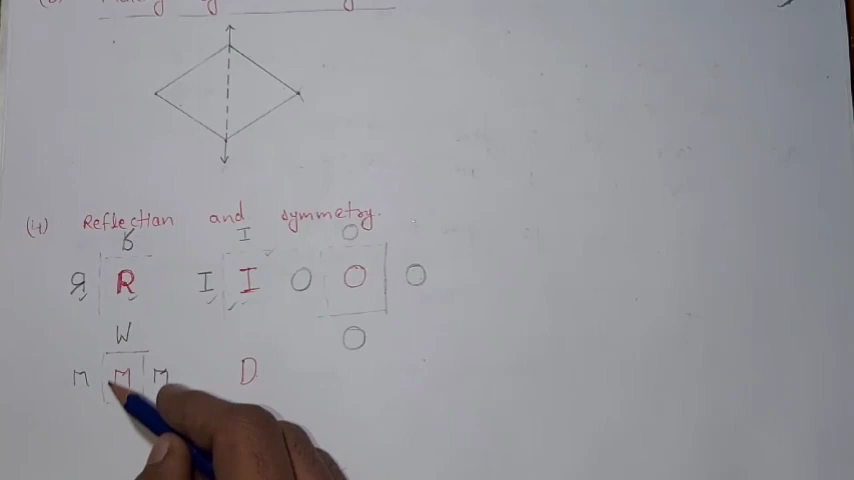 (4) Reflection and symmetry.
B I O
Я R I I O O O
W O
M M M D